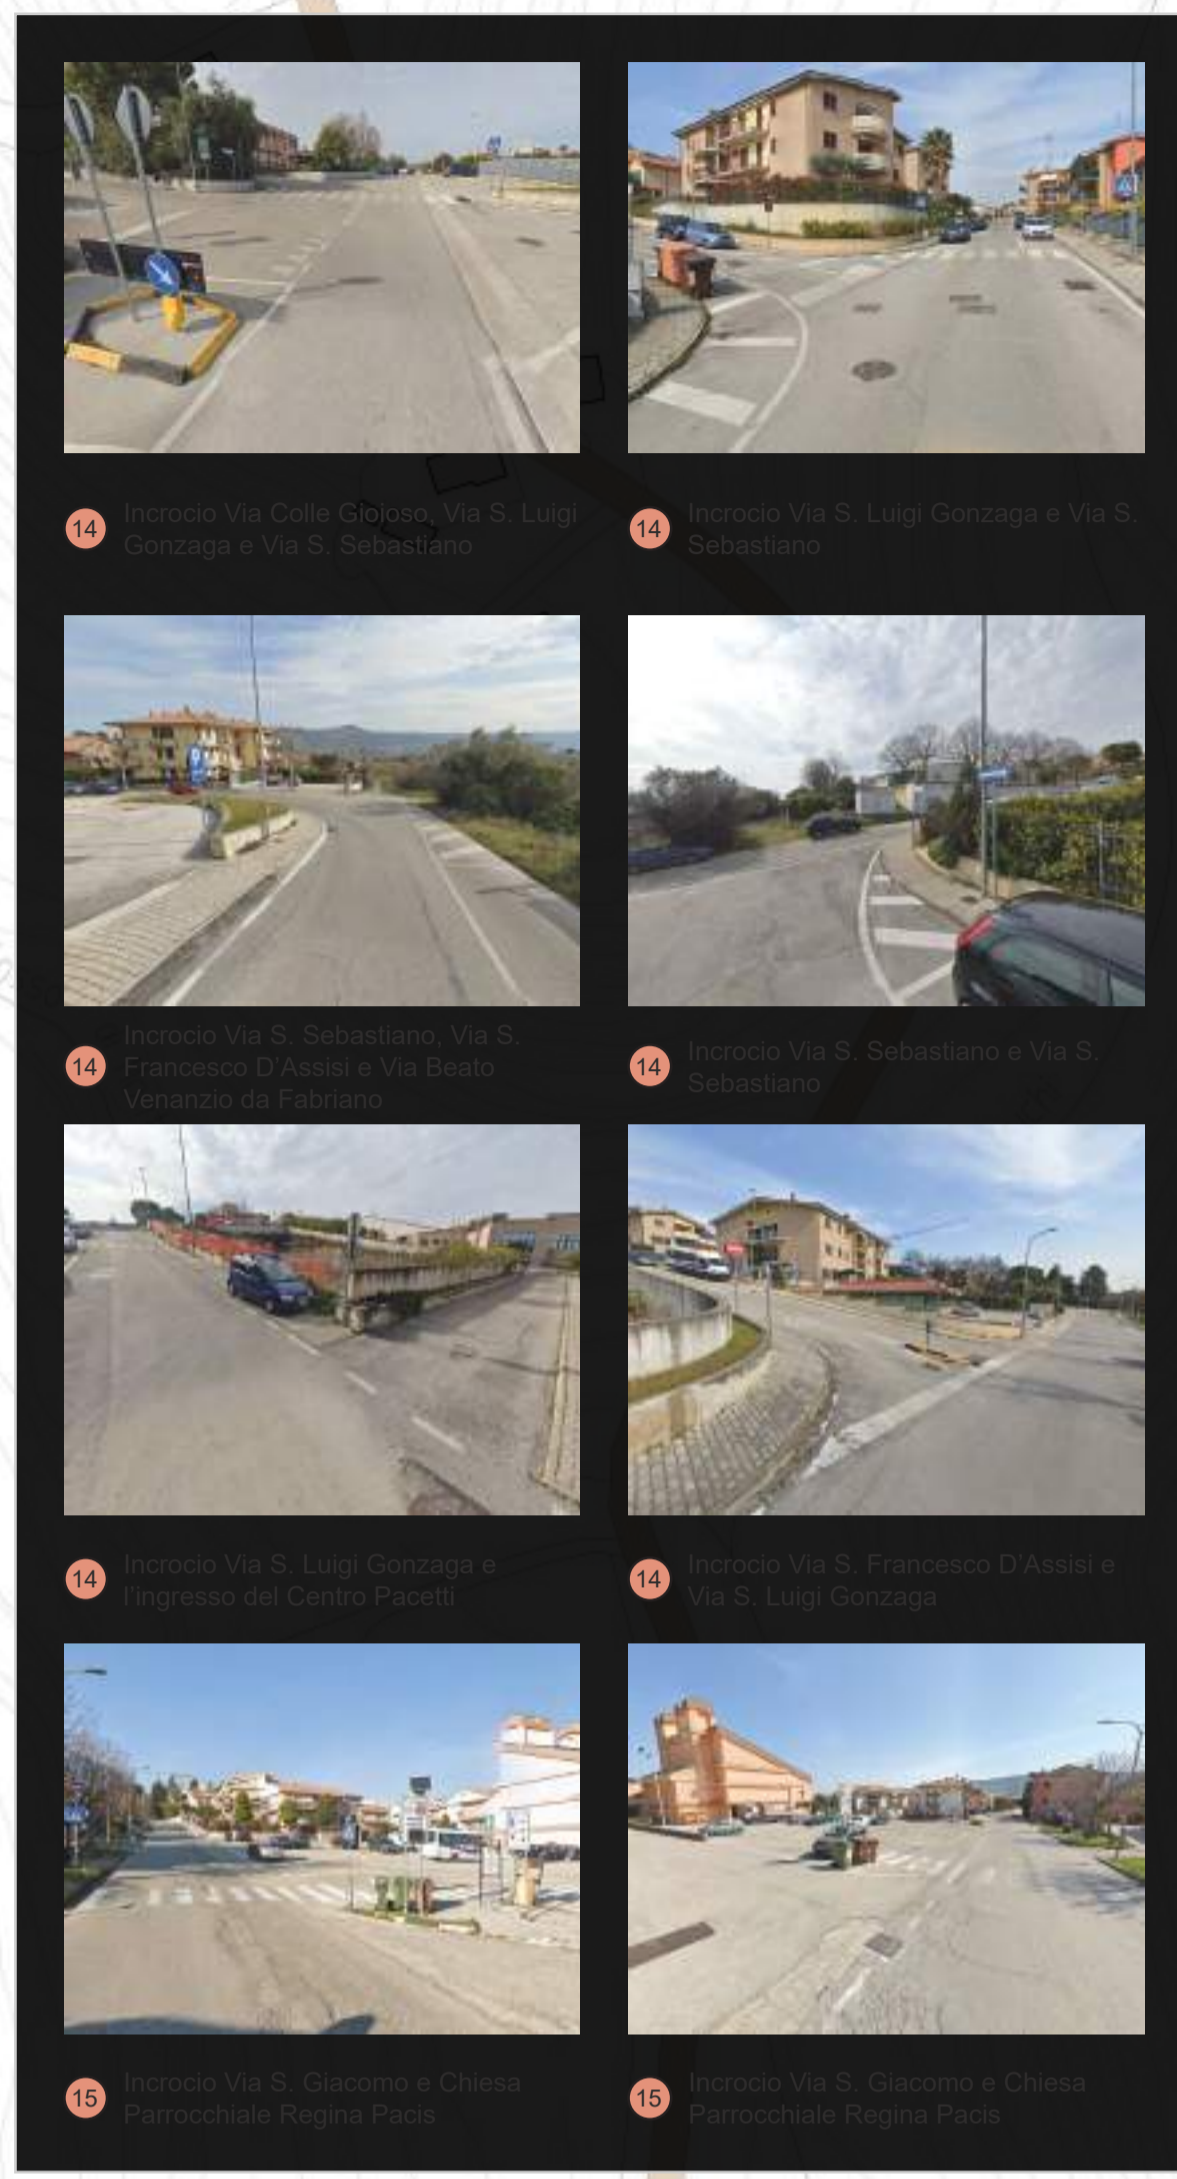 14
Incrocio Via Colle Gioioso, Via S. Luigi
Gonzaga e Via S. Sebastiano
14
Incrocio Via S. Luigi Gonzaga e Via S.
Sebastiano
14
Incrocio Via S. Sebastiano, Via S.
Francesco D'Assisi e Via Beato
Venanzio da Fabriano
14
Incrocio Via S. Sebastiano e Via S.
Sebastiano
14
Incrocio Via S. Luigi Gonzaga e
l'ingresso del Centro Pacetti
14
Incrocio Via S. Francesco D'Assisi e
Via S. Luigi Gonzaga
15
Incrocio Via S. Giacomo e Chiesa
Parrocchiale Regina Pacis
15
Incrocio Via S. Giacomo e Chiesa
Parrocchiale Regina Pacis